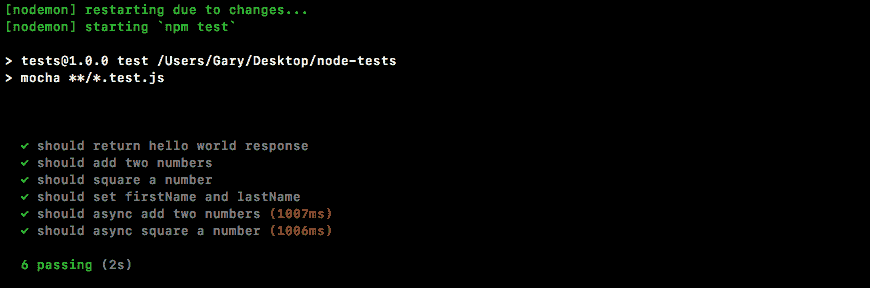 [nodemon] restarting due to changes...
[nodemon] starting `npm test`
> tests@1.0.0 test /Users/Gary/Desktop/node-tests
> mocha **/*.test.js
✓ should return hello world response
✓ should add two numbers
✓ should square a number
✓ should set firstName and lastName
✓ should async add two numbers (1007ms)
✓ should async square a number (1006ms)
6 passing (2s)